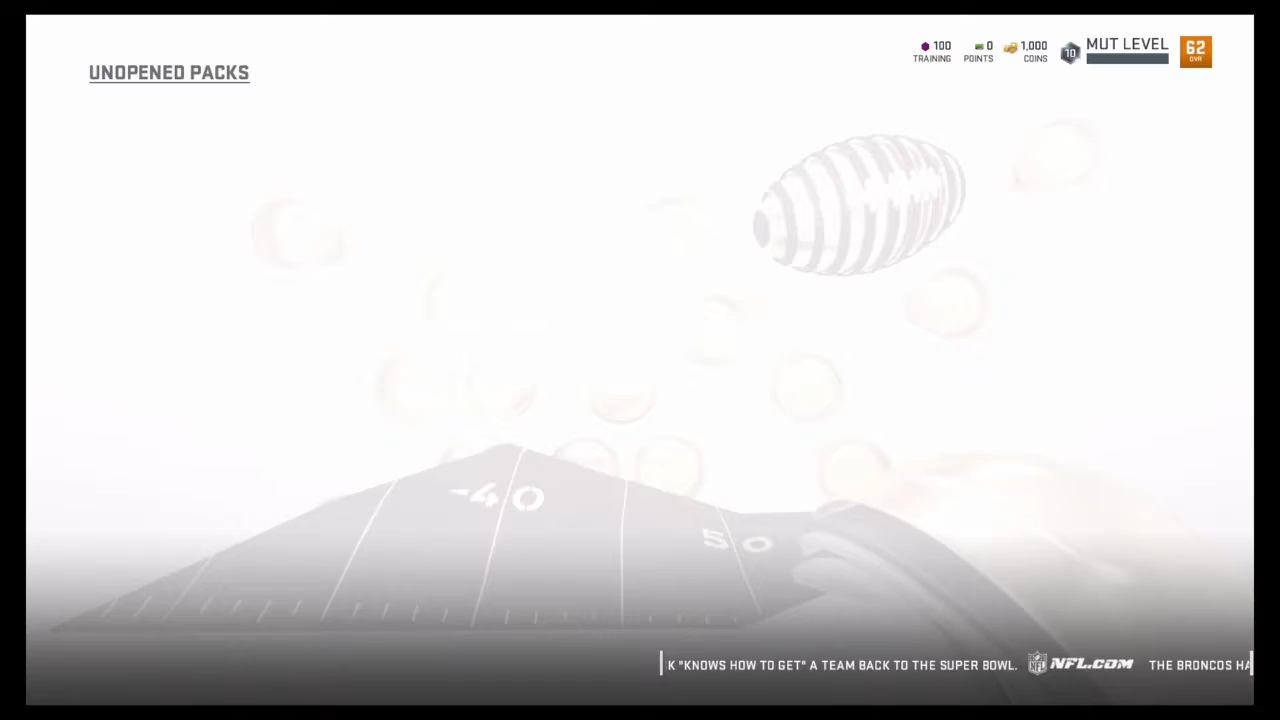 UNOPENED PACKS
100 TRAINING
0 POINTS
1,000 COINS
10
MUT LEVEL
62 OVR
-40
50
K "KNOWS HOW TO GET" A TEAM BACK TO THE SUPER BOWL. NFL NFL.COM THE BRONCOS HA